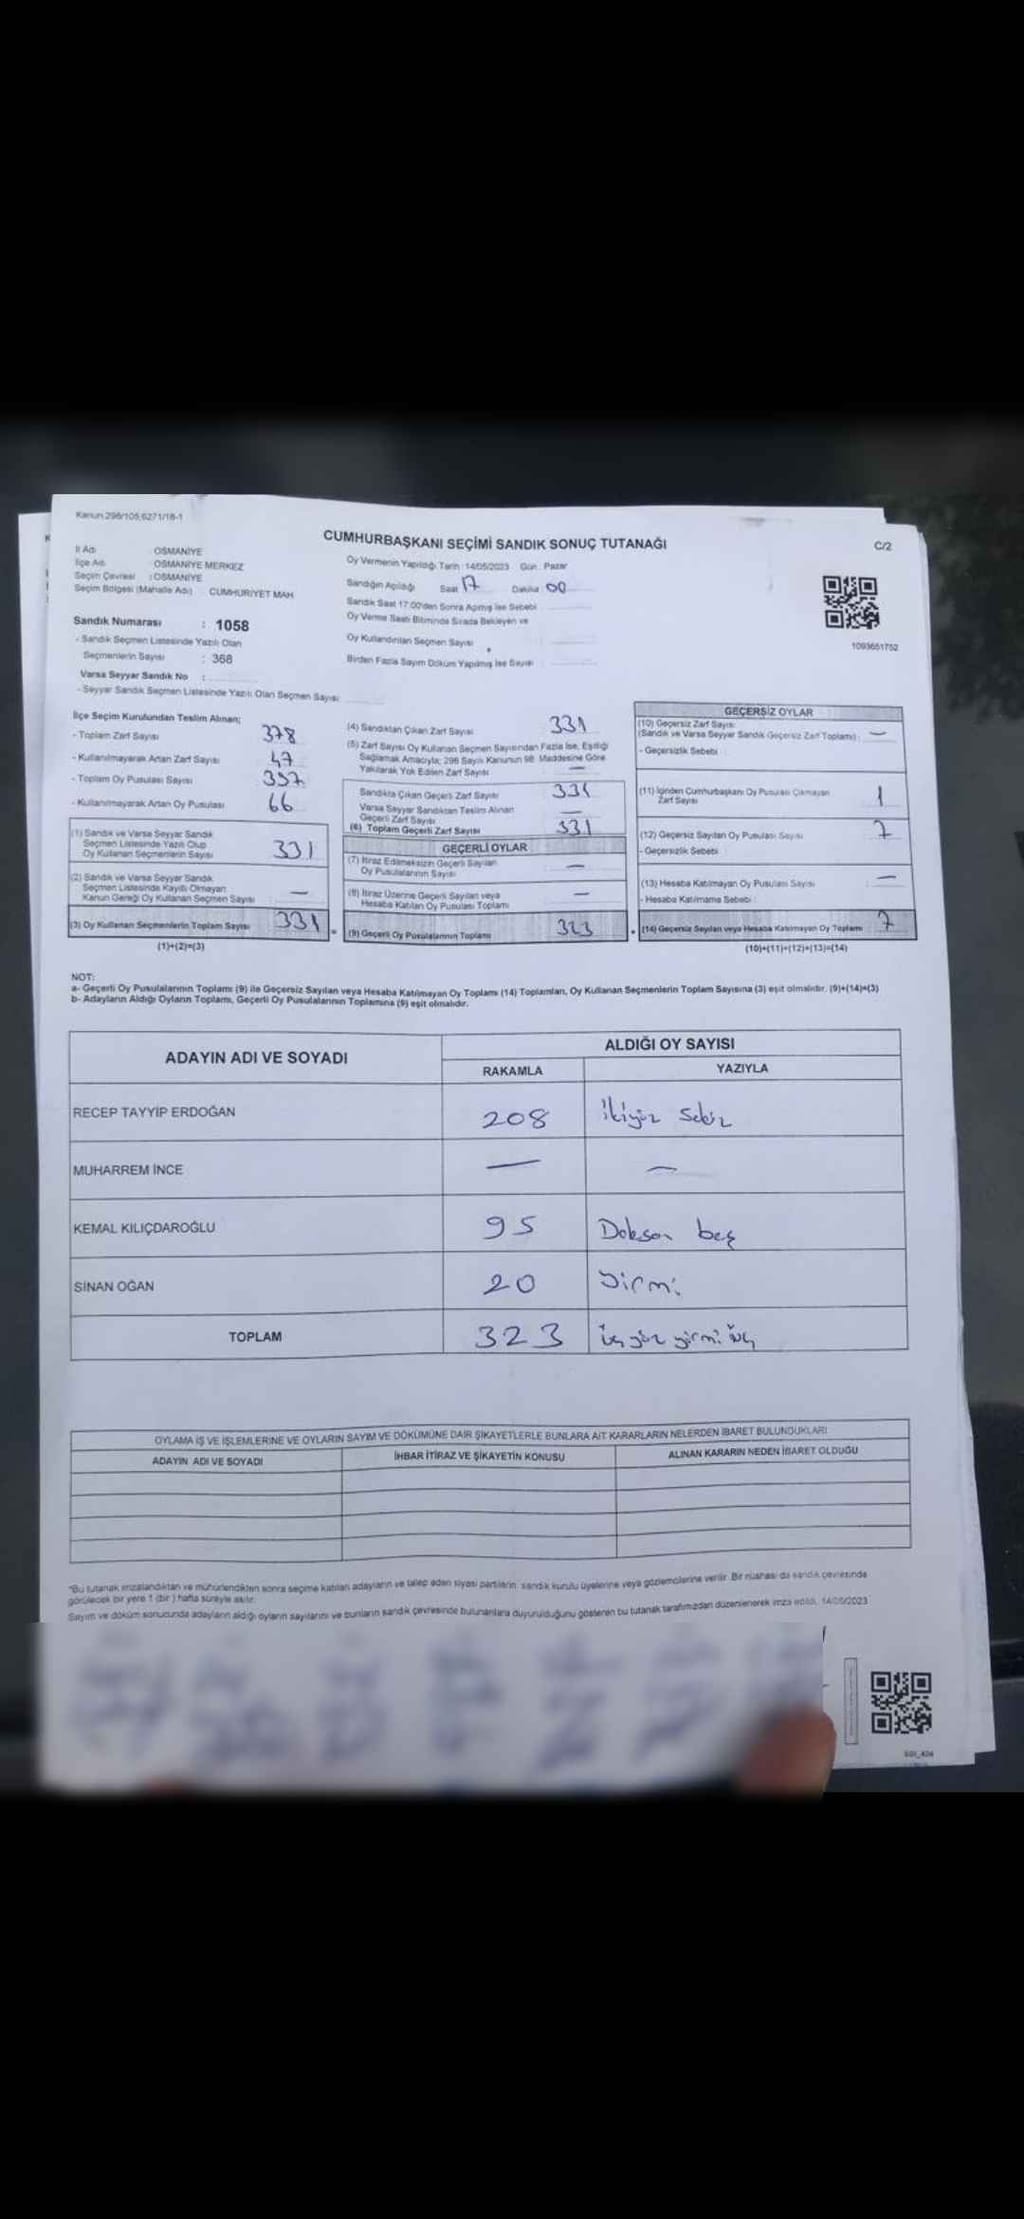 Kanun 298/105,6271/18-1
CUMHURBAŞKANI SEÇİMİ SANDIK SONUÇ TUTANAĞI
C/2
İl Adı OSMANİYE
İlçe Adı OSMANİYE MERKEZ
Seçim Çevresi : OSMANİYE
Seçim Bölgesi (Mahalle Adı) CUMHURİYET MAH
Sandık Numarası : 1058
- Sandık Seçmen Listesinde Yazılı Olan
Seçmenlerin Sayısı : 368
Varsa Seyyar Sandık No :
- Seyyar Sandık Seçmen Listesinde Yazılı Olan Seçmen Sayısı
Oy Vermenin Yapıldığı Tarih : 14/05/2023 Gün : Pazar
Sandığın Açıldığı Saat 17 Dakika 00
Sandık Saat 17:00'den Sonra Açılmış İse Sebebi
Oy Verme Saati Bitiminde Sırada Bekleyen ve
Oy Kullandırılan Seçmen Sayısı
Birden Fazla Sayım Döküm Yapılmış İse Sayısı
1093651752
İlçe Seçim Kurulundan Teslim Alınan;
- Toplam Zarf Sayısı 378
- Kullanılmayarak Artan Zarf Sayısı 47
- Toplam Oy Pusulası Sayısı 397
- Kullanılmayarak Artan Oy Pusulası 66
(1) Sandık ve Varsa Seyyar Sandık
Seçmen Listesinde Yazılı Olup
Oy Kullanan Seçmenlerin Sayısı 331
(2) Sandık ve Varsa Seyyar Sandık
Seçmen Listesinde Kayıtlı Olmayan
Kanun Gereği Oy Kullanan Seçmen Sayısı —
(3) Oy Kullanan Seçmenlerin Toplam Sayısı 331
(1)+(2)=(3)
(4) Sandıktan Çıkan Zarf Sayısı 331
(5) Zarf Sayısı Oy Kullanan Seçmen Sayısından Fazla İse, Eşitliği
Sağlamak Amacıyla; 298 Sayılı Kanunun 98. Maddesine Göre
Yakılarak Yok Edilen Zarf Sayısı —
Sandıkta Çıkan Geçerli Zarf Sayısı 331
Varsa Seyyar Sandıktan Teslim Alınan
Geçerli Zarf Sayısı —
(6) Toplam Geçerli Zarf Sayısı 331
GEÇERLİ OYLAR
(7) İtiraz Edilmeksizin Geçerli Sayılan
Oy Pusulalarının Sayısı —
(8) İtiraz Üzerine Geçerli Sayılan veya
Hesaba Katılan Oy Pusulası Toplamı —
(9) Geçerli Oy Pusulalarının Toplamı 323
GEÇERSİZ OYLAR
(10) Geçersiz Zarf Sayısı
(Sandık ve Varsa Seyyar Sandık Geçersiz Zarf Toplamı) —
- Geçersizlik Sebebi
(11) İçinden Cumhurbaşkanı Oy Pusulası Çıkmayan
Zarf Sayısı 1
(12) Geçersiz Sayılan Oy Pusulası Sayısı 7
- Geçersizlik Sebebi
(13) Hesaba Katılmayan Oy Pusulası Sayısı —
- Hesaba Katılmama Sebebi
(14) Geçersiz Sayılan veya Hesaba Katılmayan Oy Toplamı 7
(10)+(11)+(12)+(13)=(14)
NOT:
a- Geçerli Oy Pusulalarının Toplamı (9) ile Geçersiz Sayılan veya Hesaba Katılmayan Oy Toplamı (14) Toplamları, Oy Kullanan Seçmenlerin Toplam Sayısına (3) eşit olmalıdır. (9)+(14)=(3)
b- Adayların Aldığı Oyların Toplamı, Geçerli Oy Pusulalarının Toplamına (9) eşit olmalıdır.
ADAYIN ADI VE SOYADI
ALDIĞI OY SAYISI
RAKAMLA YAZIYLA
RECEP TAYYİP ERDOĞAN 208 ikiyüz sekiz
MUHARREM İNCE — —
KEMAL KILIÇDAROĞLU 95 Doksan beş
SİNAN OĞAN 20 Yirmi
TOPLAM 323 üç yüz yirmi üç
OYLAMA İŞ VE İŞLEMLERİNE VE OYLARIN SAYIM VE DÖKÜMÜNE DAİR ŞİKAYETLERLE BUNLARA AİT KARARLARIN NELERDEN İBARET BULUNDUKLARI
ADAYIN ADI VE SOYADI İHBAR İTİRAZ VE ŞİKAYETİN KONUSU ALINAN KARARIN NEDEN İBARET OLDUĞU
*Bu tutanak imzalandıktan ve mühürlendikten sonra seçime katılan adayların ve talep eden siyasi partilerin sandık kurulu üyelerine veya gözlemcilerine verilir. Bir nüshası da sandık çevresinde
görülecek bir yere 1 (bir) hafta süreyle asılır.
Sayım ve döküm sonucunda adayların aldığı oyların sayılarını ve bunların sandık çevresinde bulunanlara duyurulduğunu gösteren bu tutanak tarafımızdan düzenlenerek imza edildi. 14/05/2023